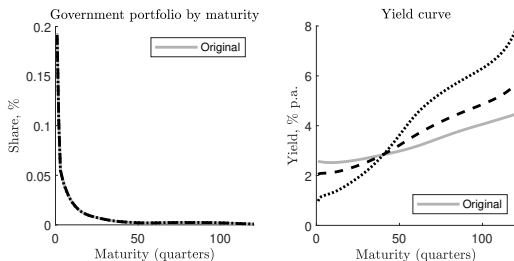 Government portfolio by maturity
Share, %
0.2
0.15
0.1
0.05
0
0
50
100
Maturity (quarters)
Original
Yield curve
Yield, % p.a.
8
6
4
2
0
0
50
100
Maturity (quarters)
Original